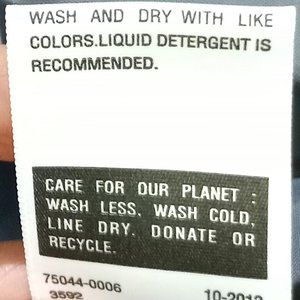 WASH AND DRY WITH LIKE
COLORS.LIQUID DETERGENT IS
RECOMMENDED.
CARE FOR OUR PLANET :
WASH LESS. WASH COLD.
LINE DRY. DONATE OR
RECYCLE.
75044-0006
3592